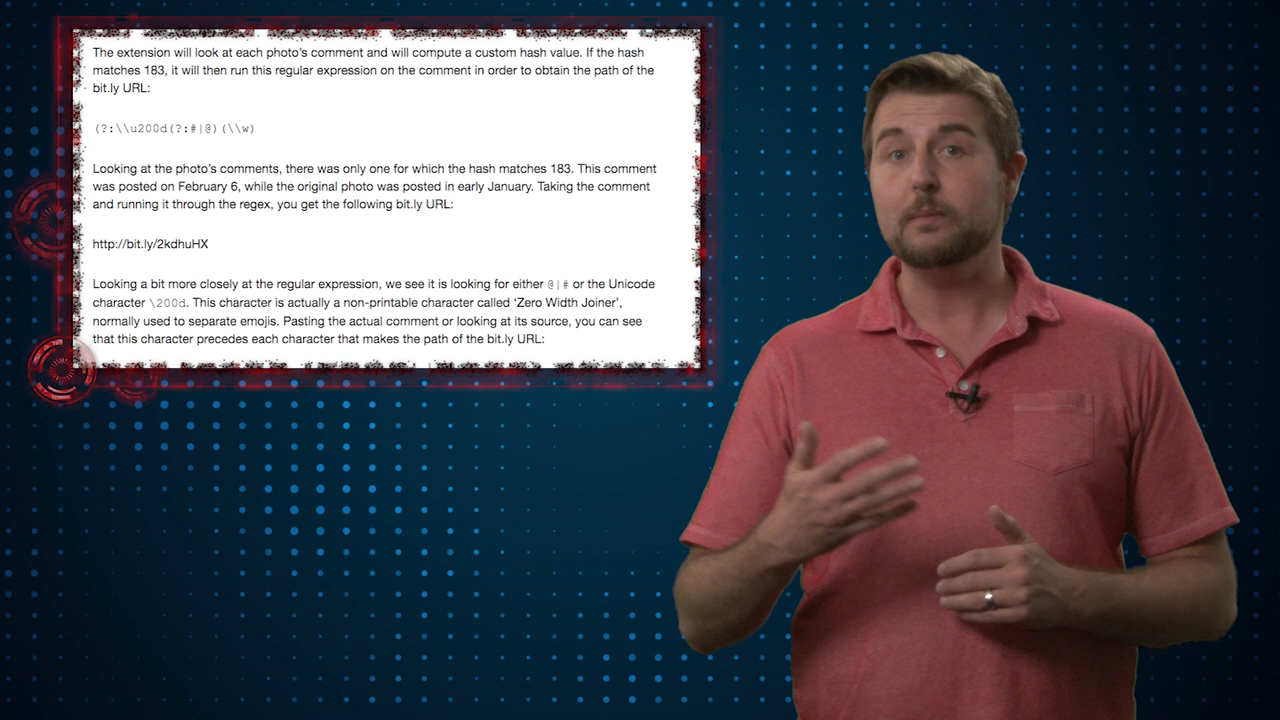 The extension will look at each photo's comment and will compute a custom hash value. If the hash
matches 183, it will then run this regular expression on the comment in order to obtain the path of the
bit.ly URL:
(?:\\u200d(?:#|@)(\\w)
Looking at the photo's comments, there was only one for which the hash matches 183. This comment
was posted on February 6, while the original photo was posted in early January. Taking the comment
and running it through the regex, you get the following bit.ly URL:
http://bit.ly/2kdhuHX
Looking a bit more closely at the regular expression, we see it is looking for either @|# or the Unicode
character \200d. This character is actually a non-printable character called 'Zero Width Joiner',
normally used to separate emojis. Pasting the actual comment or looking at its source, you can see
that this character precedes each character that makes the path of the bit.ly URL: